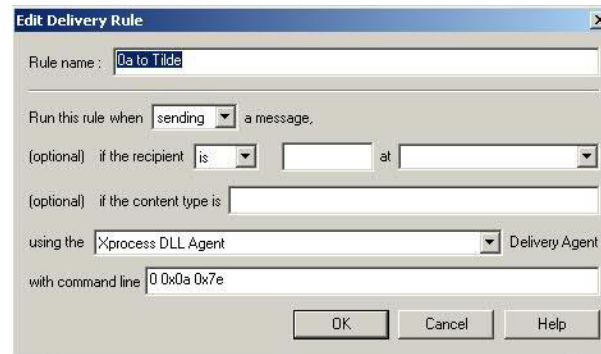 Edit Delivery Rule
Rule name : 0a to Tilde
Run this rule when sending a message,
(optional) if the recipient is at
(optional) if the content type is
using the Xprocess DLL Agent Delivery Agent
with command line 0 0x0a 0x7e
OK Cancel Help